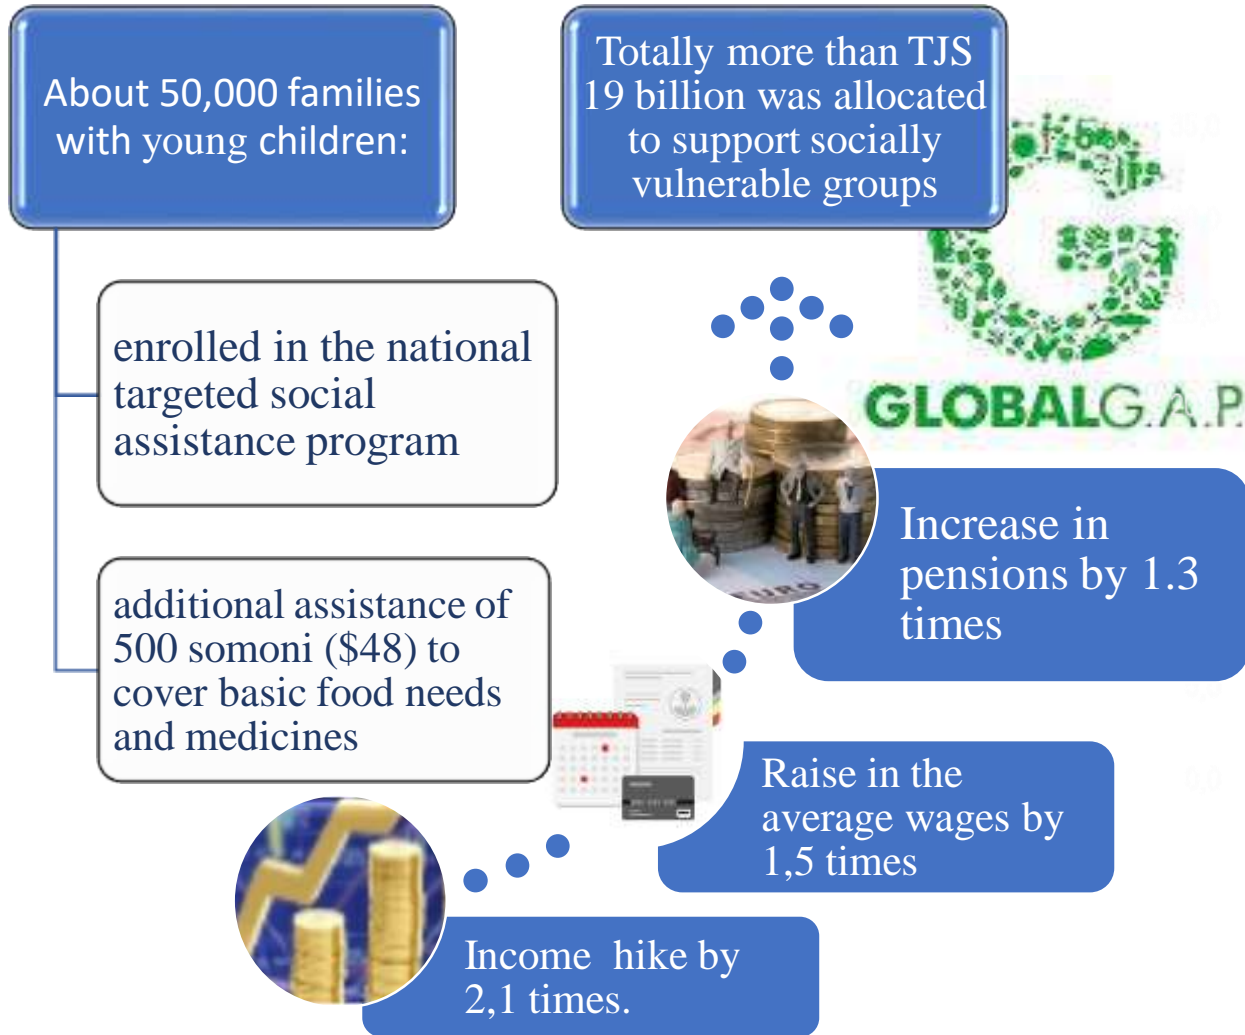 About 50,000 families
with young children:
enrolled in the national
targeted social
assistance program
additional assistance of
500 somoni ($48) to
cover basic food needs
and medicines
Totally more than TJS
19 billion was allocated
to support socially
vulnerable groups
GLOBALG.A.P.
EURO
Increase in
pensions by 1.3
times
Raise in the
average wages by
1,5 times
Income hike by
2,1 times.